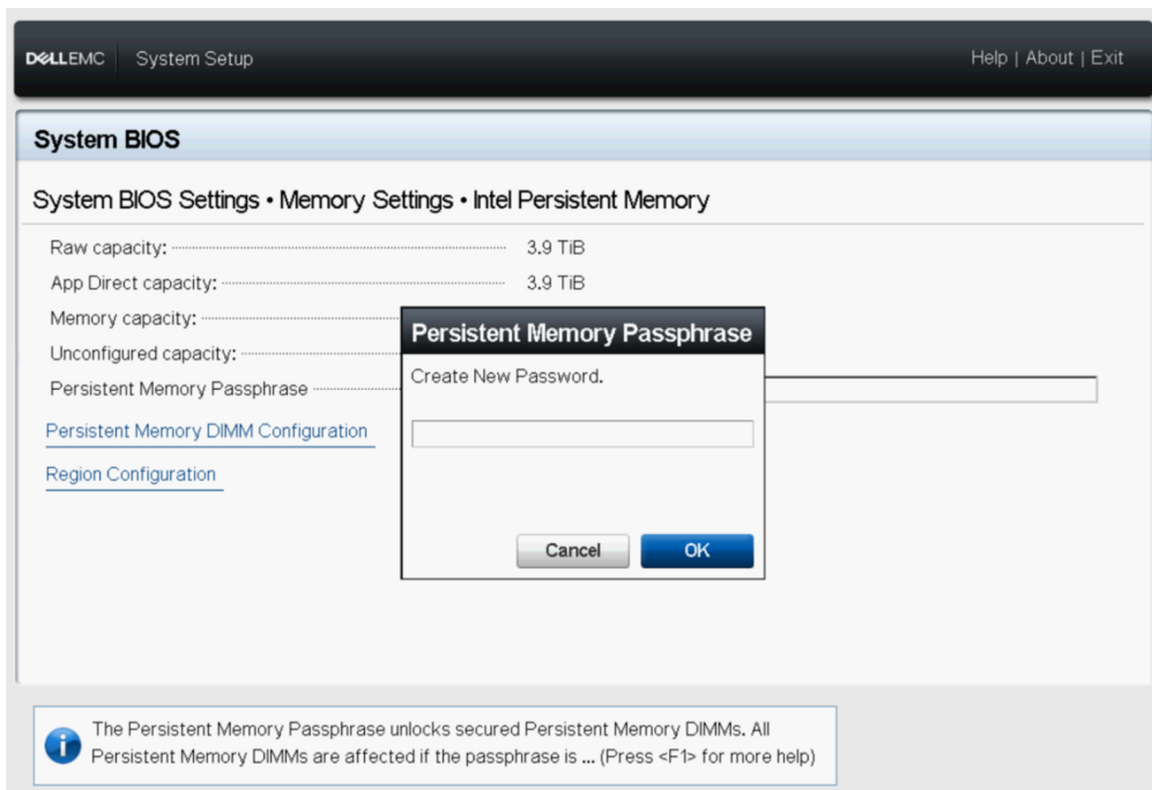 DELLEMC System Setup Help | About | Exit
System BIOS
System BIOS Settings • Memory Settings • Intel Persistent Memory
Raw capacity: 3.9 TiB
App Direct capacity: 3.9 TiB
Memory capacity:
Unconfigured capacity:
Persistent Memory Passphrase
Persistent Memory DIMM Configuration
Region Configuration
Persistent Memory Passphrase
Create New Password.
Cancel OK
The Persistent Memory Passphrase unlocks secured Persistent Memory DIMMs. All
Persistent Memory DIMMs are affected if the passphrase is ... (Press <F1> for more help)